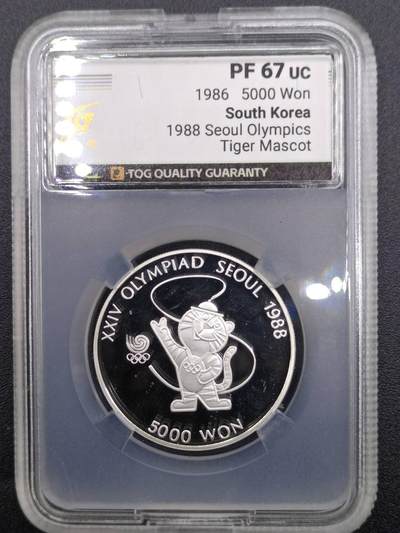 PF 67 UC
1986 5000 Won
South Korea
1988 Seoul Olympics
Tiger Mascot
TQG QUALITY GUARANTY
XXIV OLYMPIAD SEOUL 1988
5000 WON